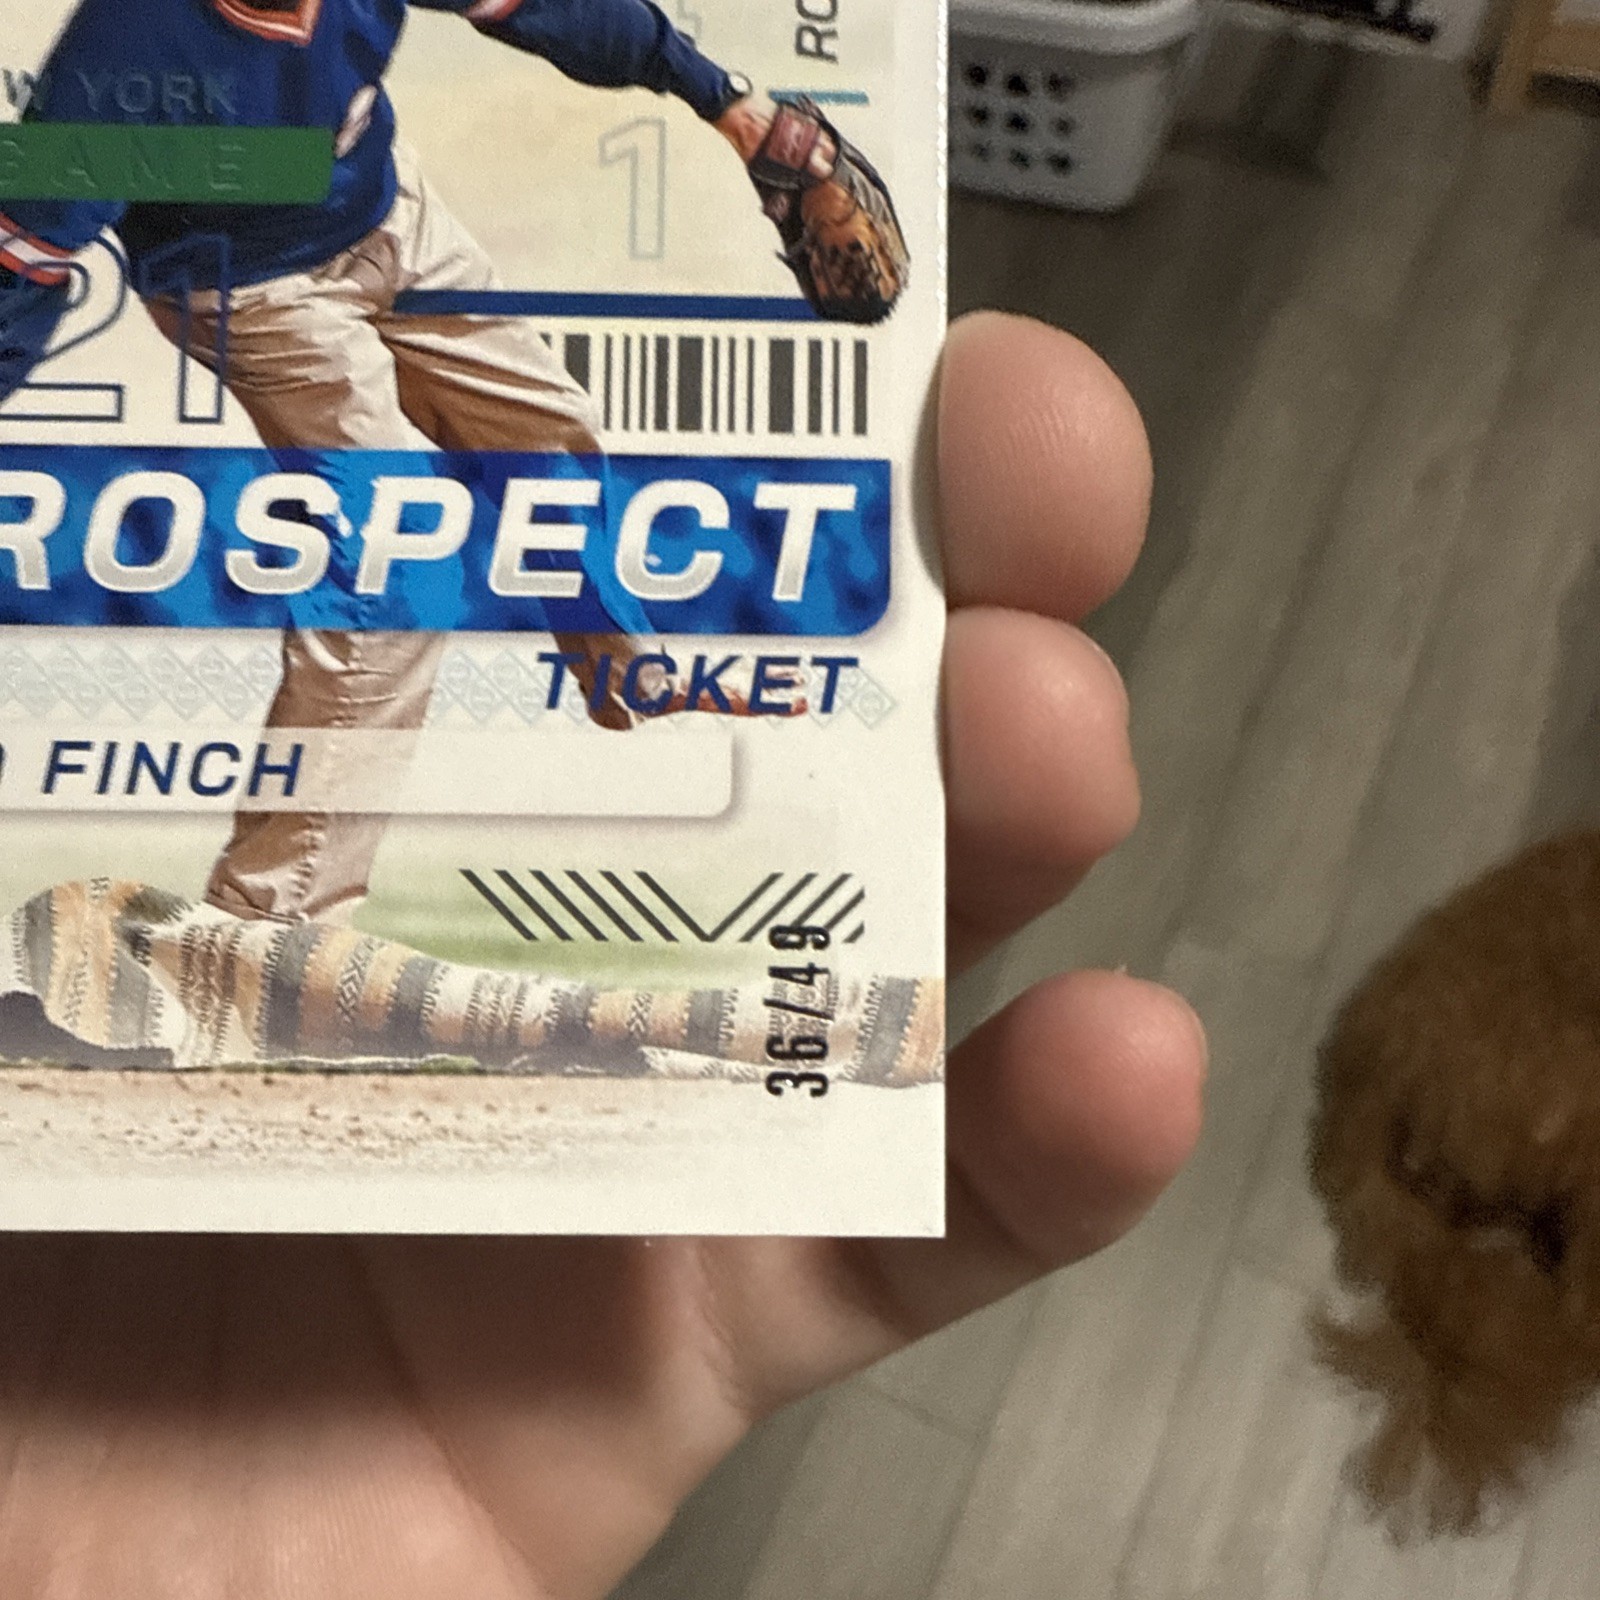 RO
W YORK
GAME
1
21
ROSPECT
TICKET
FINCH
36/49